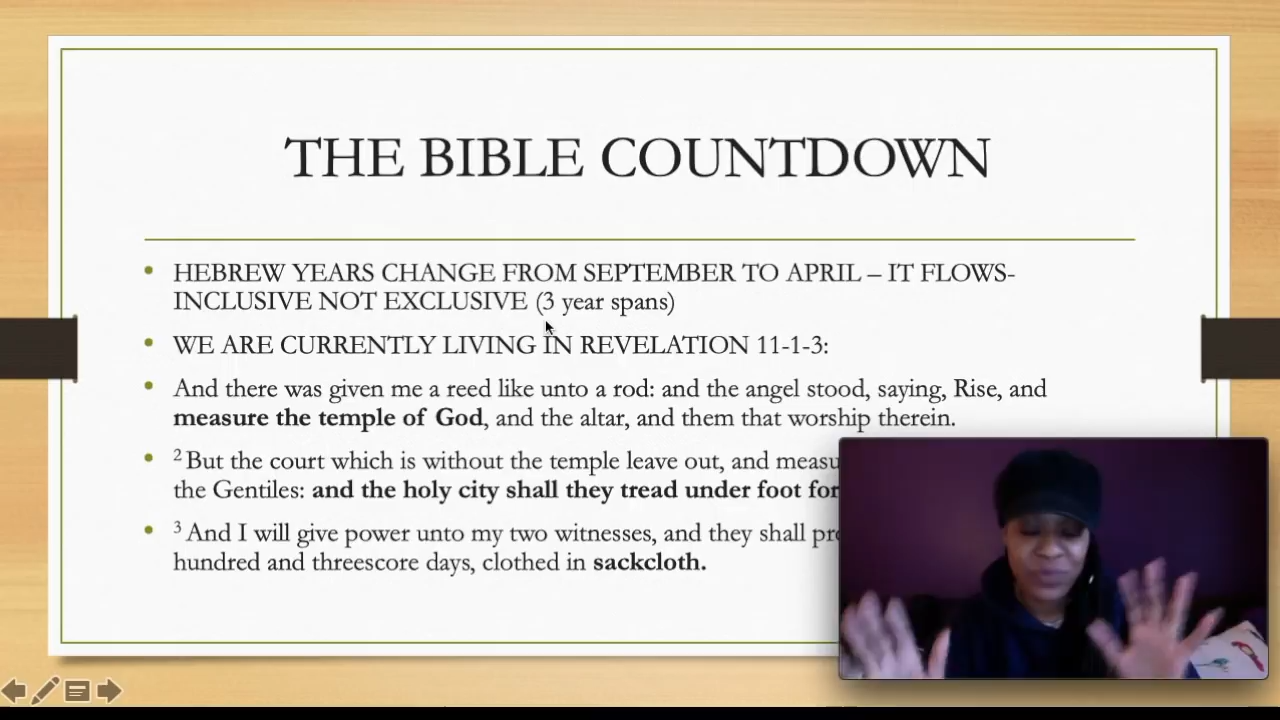 THE BIBLE COUNTDOWN
• HEBREW YEARS CHANGE FROM SEPTEMBER TO APRIL – IT FLOWS-
INCLUSIVE NOT EXCLUSIVE (3 year spans)
• WE ARE CURRENTLY LIVING IN REVELATION 11-1-3:
• And there was given me a reed like unto a rod: and the angel stood, saying, Rise, and
measure the temple of God, and the altar, and them that worship therein.
• 2 But the court which is without the temple leave out, and
the Gentiles: and the holy city shall they tread under foot for
• 3 And I will give power unto my two witnesses, and they shall
hundred and threescore days, clothed in sackcloth.